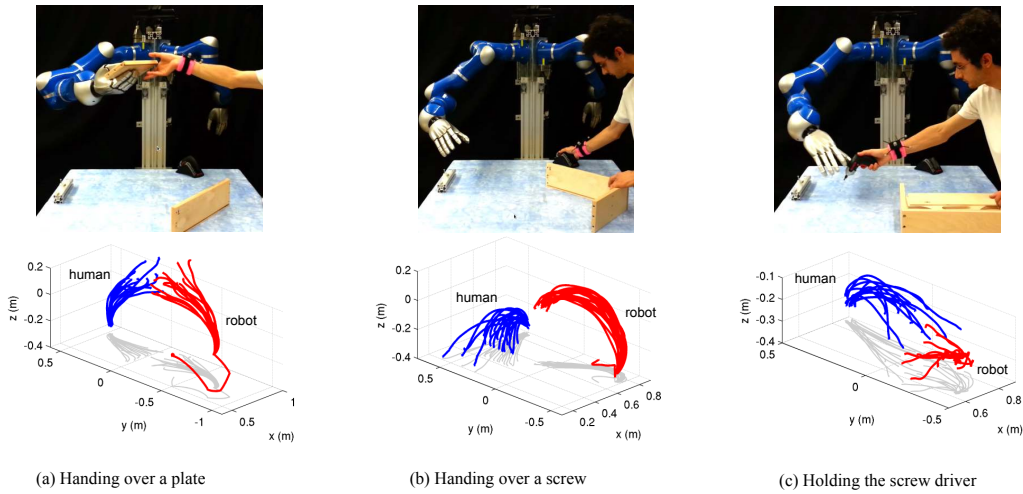 0.2
0
-0.2
-0.4
z (m)
human
robot
0.5
0
-0.5
-1
y (m)
0.5
1
x (m)
0.2
0
-0.2
-0.4
z (m)
human
robot
0.5
0
-0.5
y (m)
0.2
0.4
0.6
0.8
x (m)
-0.1
-0.2
-0.3
-0.4
z (m)
human
robot
0.5
0
-0.5
y (m)
0.6
0.8
x (m)
(a) Handing over a plate
(b) Handing over a screw
(c) Holding the screw driver